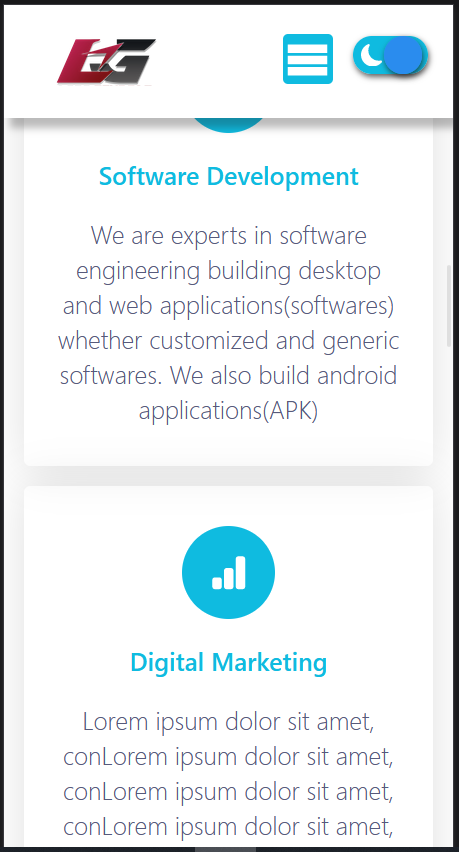 Software Development
We are experts in software
engineering building desktop
and web applications(softwares)
whether customized and generic
softwares. We also build android
applications(APK)
Digital Marketing
Lorem ipsum dolor sit amet,
conLorem ipsum dolor sit amet,
conLorem ipsum dolor sit amet,
conLorem ipsum dolor sit amet,